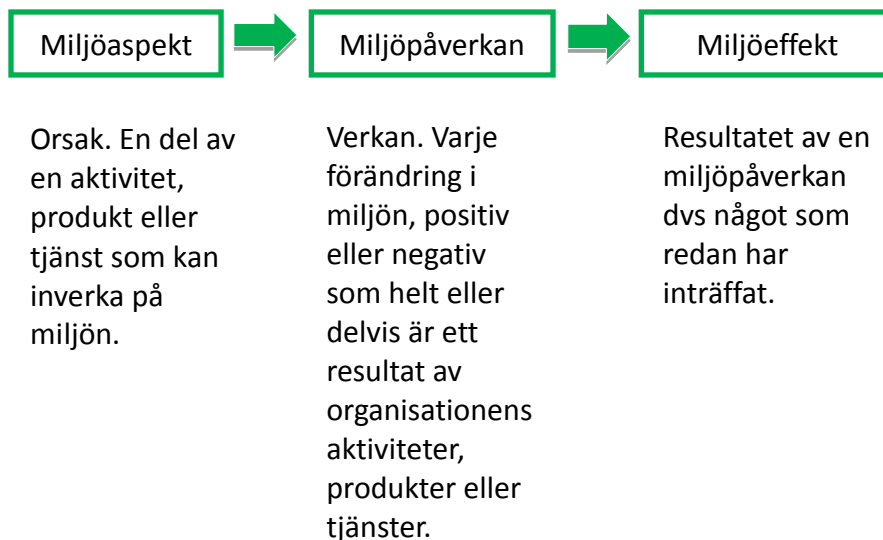 Miljöaspekt
Miljöpåverkan
Miljöeffekt
Orsak. En del av
en aktivitet,
produkt eller
tjänst som kan
inverka på
miljön.
Verkan. Varje
förändring i
miljön, positiv
eller negativ
som helt eller
delvis är ett
resultat av
organisationens
aktiviteter,
produkter eller
tjänster.
Resultatet av en
miljöpåverkan
dvs något som
redan har
inträffat.